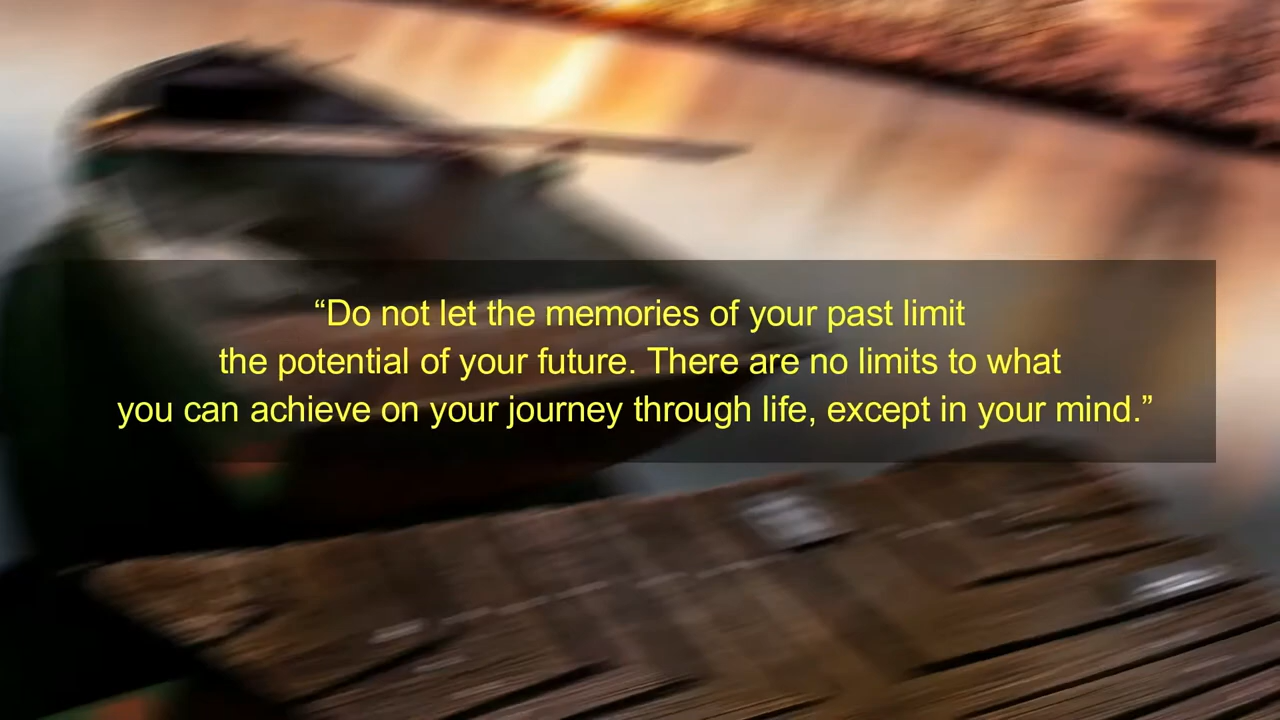 “Do not let the memories of your past limit
the potential of your future. There are no limits to what
you can achieve on your journey through life, except in your mind.”